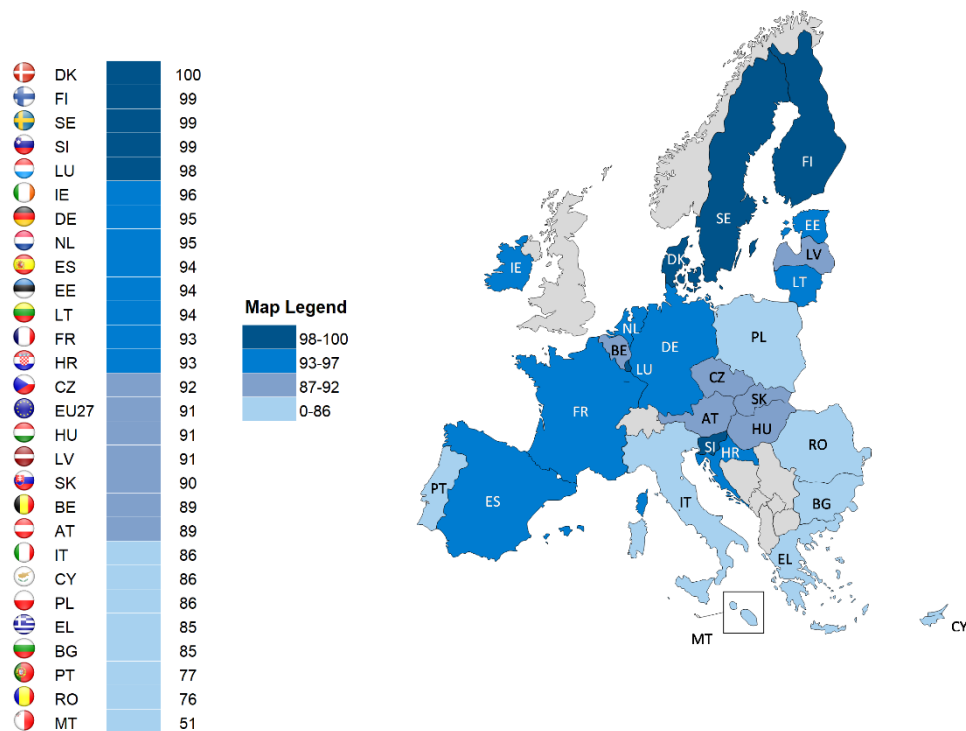 DK 100
FI 99
SE 99
SI 99
LU 98
IE 96
DE 95
NL 95
ES 94
EE 94
LT 94
FR 93
HR 93
CZ 92
EU27 91
HU 91
LV 91
SK 90
BE 89
AT 89
IT 86
CY 86
PL 86
EL 85
BG 85
PT 77
RO 76
MT 51
Map Legend
98-100
93-97
87-92
0-86
FI
SE
EE
LV
LT
DK
IE
NL
PL
BE
DE
LU
CZ
SK
AT
HU
FR
SI
HR
RO
PT
ES
IT
BG
EL
MT
CY